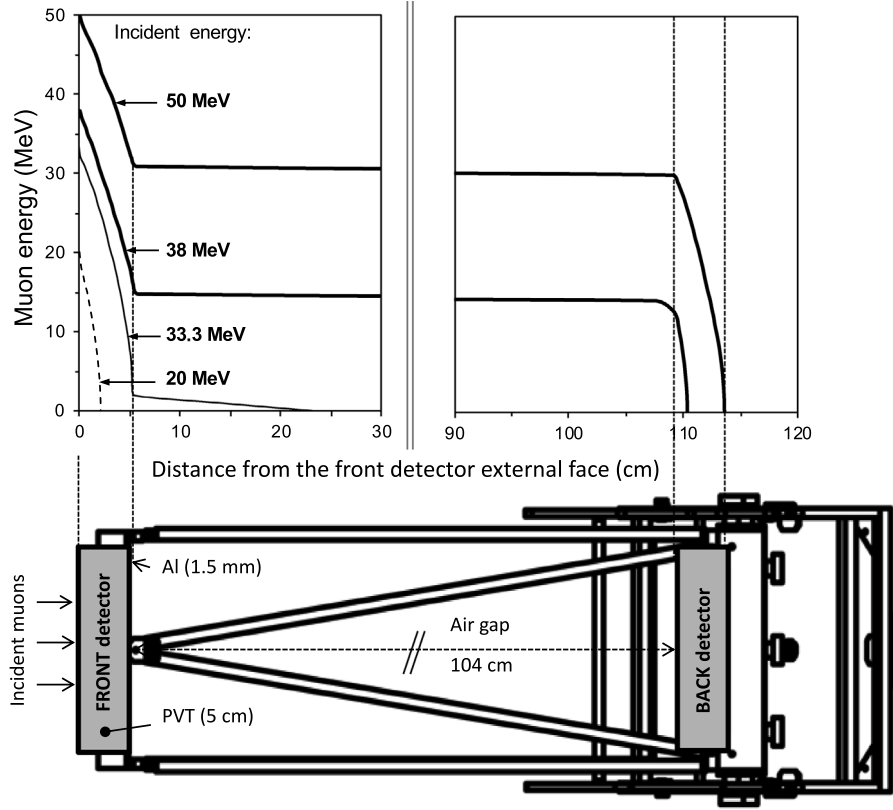 Incident energy:
50 MeV
38 MeV
33.3 MeV
20 MeV
Muon energy (MeV)
50
40
30
20
10
0
0
10
20
30
90
100
110
120
Distance from the front detector external face (cm)
Incident muons
FRONT detector
Al (1.5 mm)
PVT (5 cm)
Air gap
104 cm
BACK detector